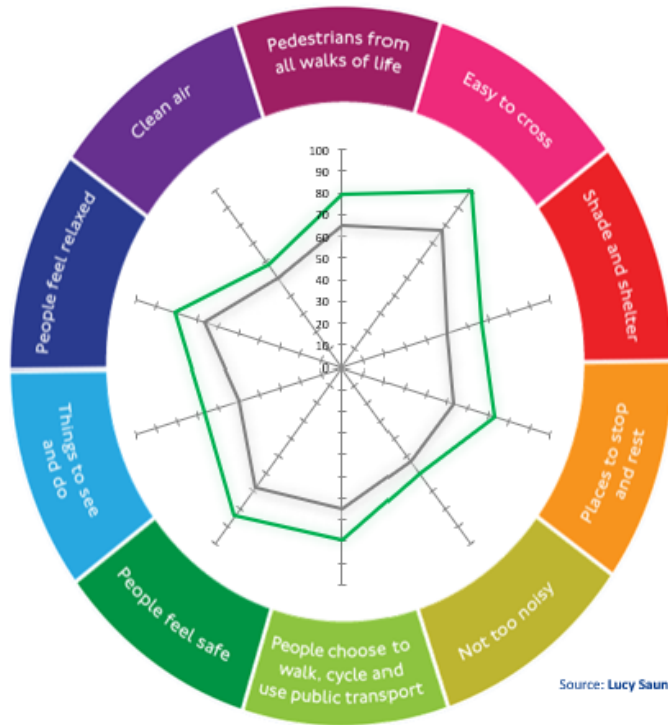 Pedestrians from
all walks of life
Easy to cross
Shade and shelter
Places to stop
and rest
Not too noisy
People choose to
walk, cycle and
use public transport
People feel safe
Things to see
and do
People feel relaxed
Clean air
100
90
80
70
60
50
40
30
20
10
0
Source: Lucy Saun